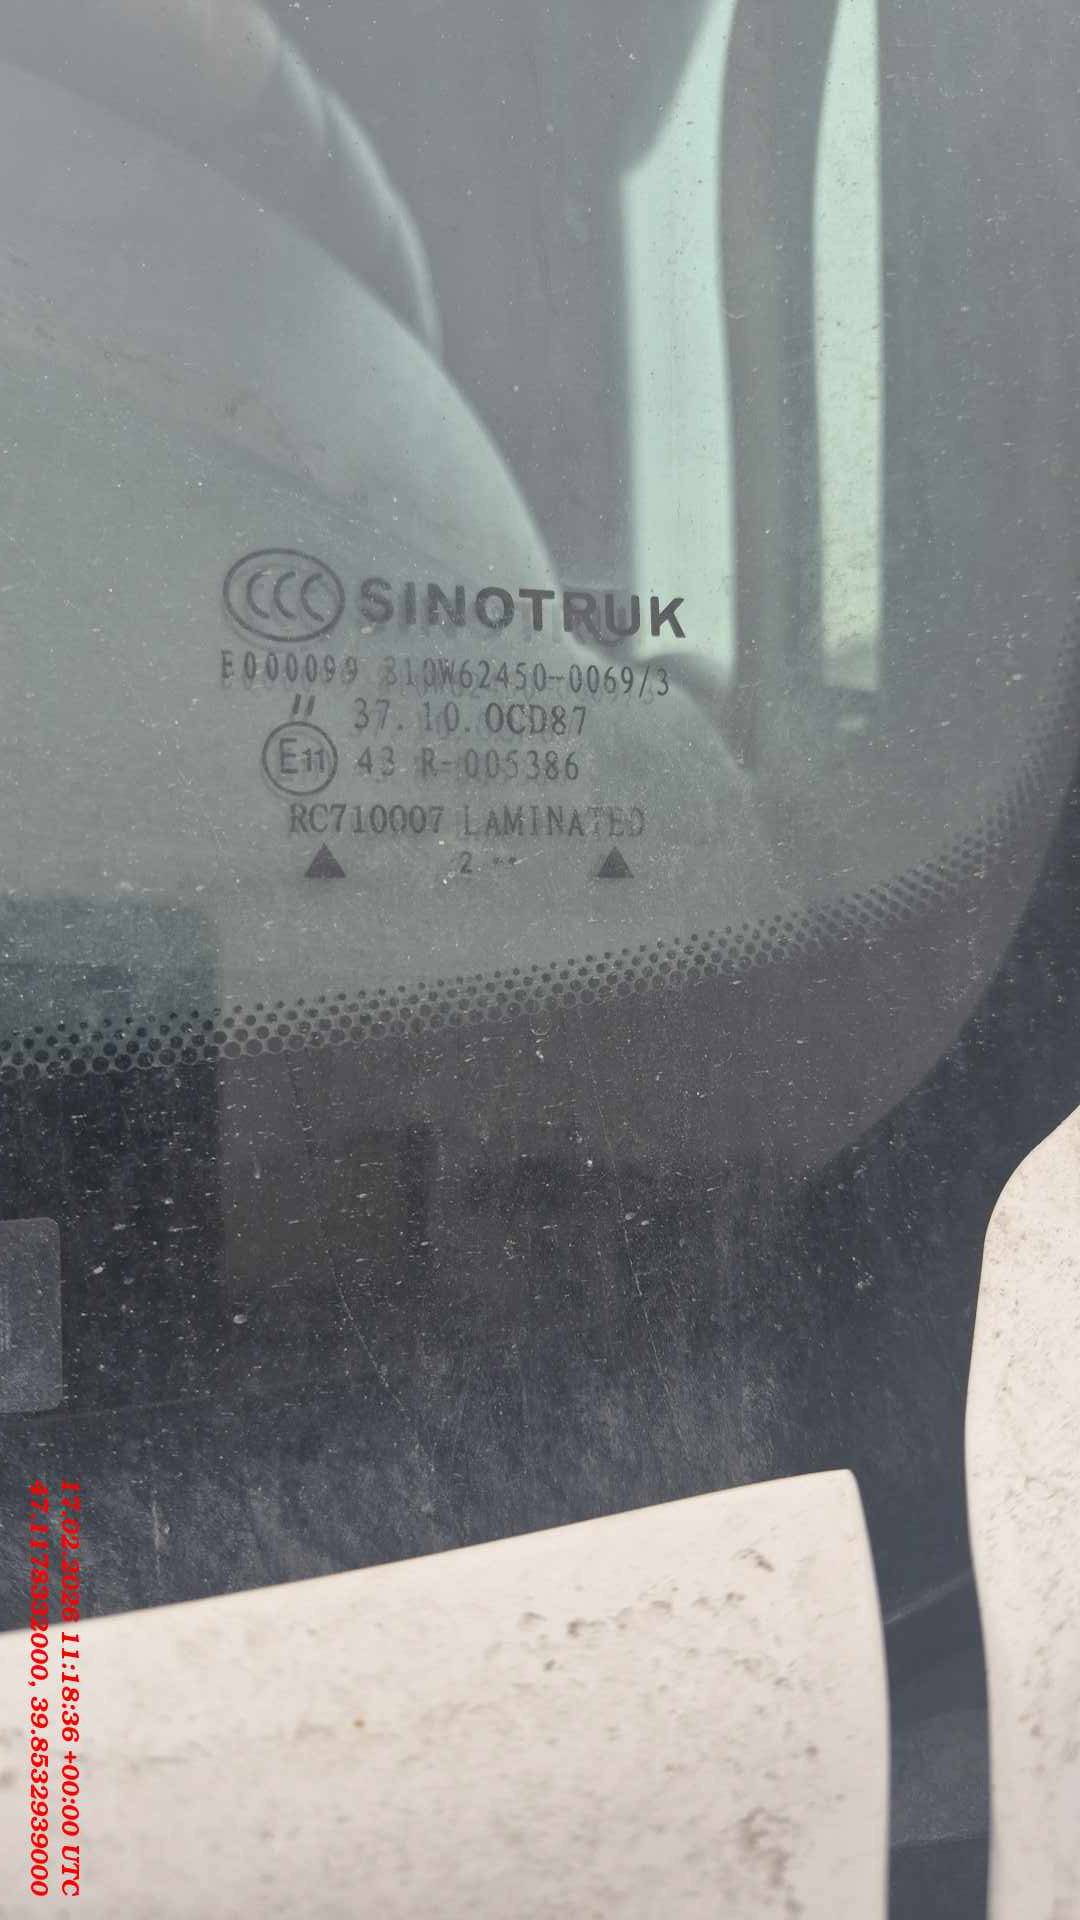 CCC SINOTRUK
E000099 810W62450-0069/3
// 37. 10. 0CD87
E11 43 R-005386
RC710007 LAMINATED
▲ 2 ·· ▲
17.02.2026 11:18:36 +00:00 UTC
47.1178332000, 39.8532939000